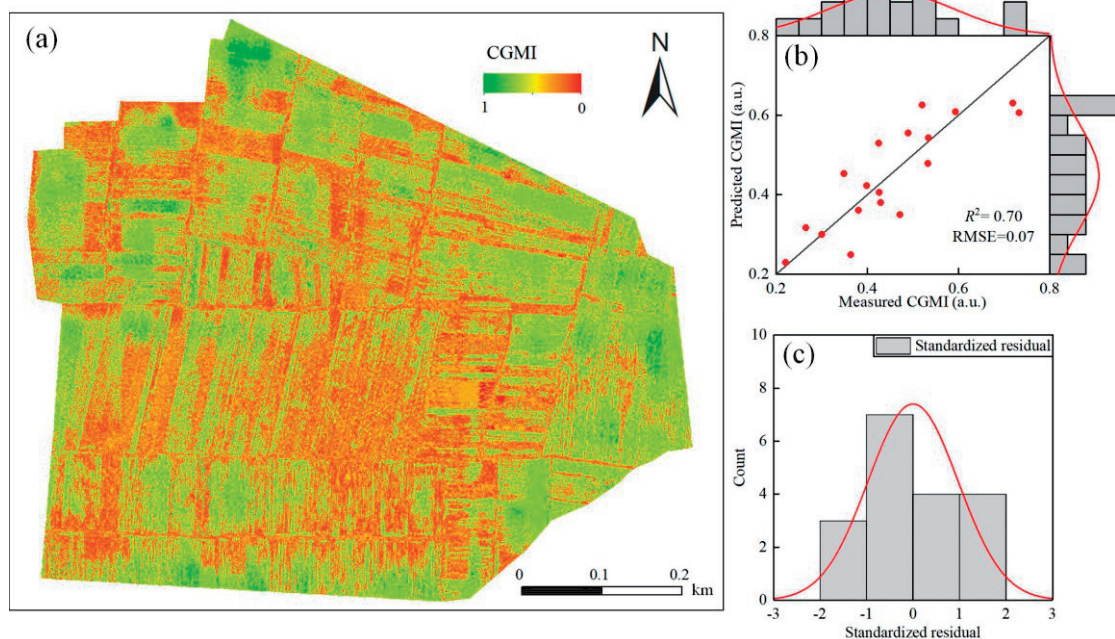 (a)
CGMI
1 0
N
0 0.1 0.2
km
(b)
0.8
0.6
0.4
0.2
Predicted CGMI (a.u.)
R²= 0.70
RMSE=0.07
0.2 0.4 0.6 0.8
Measured CGMI (a.u.)
(c)
Standardized residual
10
8
6
4
2
0
Count
-3 -2 -1 0 1 2 3
Standardized residual